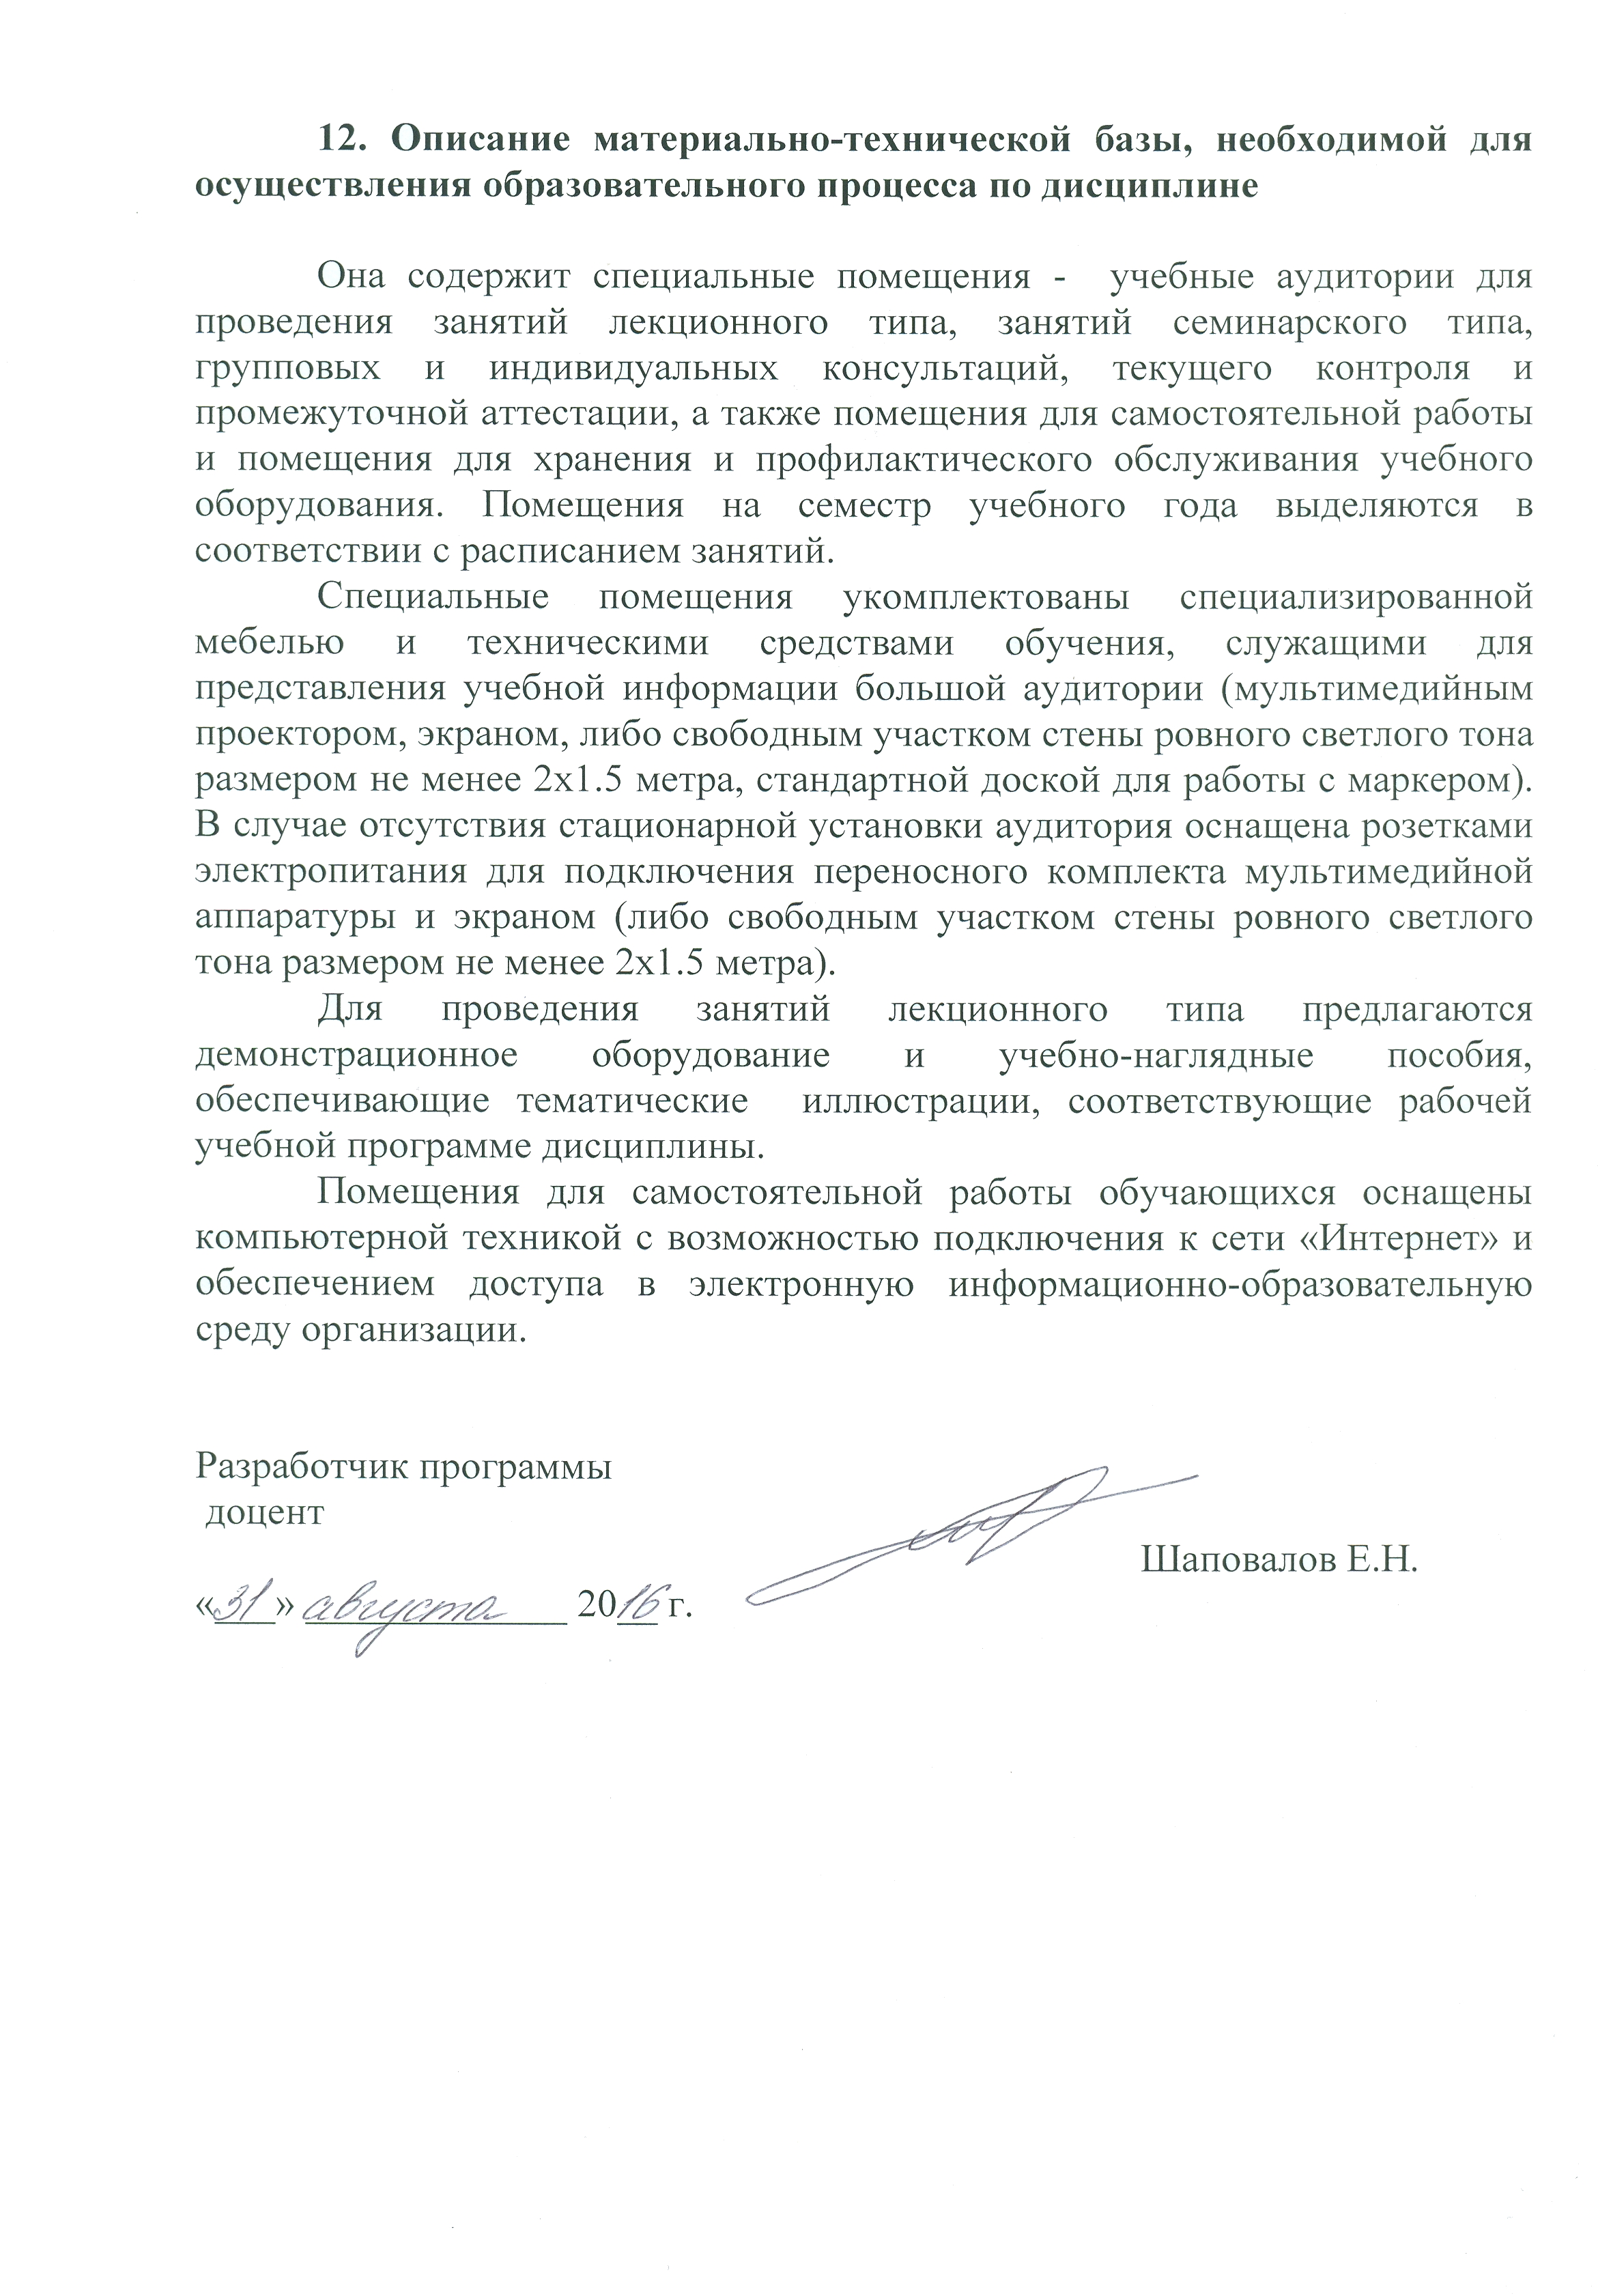 12. Описание материально-технической базы, необходимой для
осуществления образовательного процесса по дисциплине
Она содержит специальные помещения - учебные аудитории для
проведения занятий лекционного типа, занятий семинарского типа,
групповых и индивидуальных консультаций, текущего контроля и
промежуточной аттестации, а также помещения для самостоятельной работы
и помещения для хранения и профилактического обслуживания учебного
оборудования. Помещения на семестр учебного года выделяются в
соответствии с расписанием занятий.
Специальные помещения укомплектованы специализированной
мебелью и техническими средствами обучения, служащими для
представления учебной информации большой аудитории (мультимедийным
проектором, экраном, либо свободным участком стены ровного светлого тона
размером не менее 2х1.5 метра, стандартной доской для работы с маркером).
В случае отсутствия стационарной установки аудитория оснащена розетками
электропитания для подключения переносного комплекта мультимедийной
аппаратуры и экраном (либо свободным участком стены ровного светлого
тона размером не менее 2х1.5 метра).
Для проведения занятий лекционного типа предлагаются
демонстрационное оборудование и учебно-наглядные пособия,
обеспечивающие тематические иллюстрации, соответствующие рабочей
учебной программе дисциплины.
Помещения для самостоятельной работы обучающихся оснащены
компьютерной техникой с возможностью подключения к сети «Интернет» и
обеспечением доступа в электронную информационно-образовательную
среду организации.
Разработчик программы
доцент
Шаповалов Е.Н.
«31» августа 2016 г.